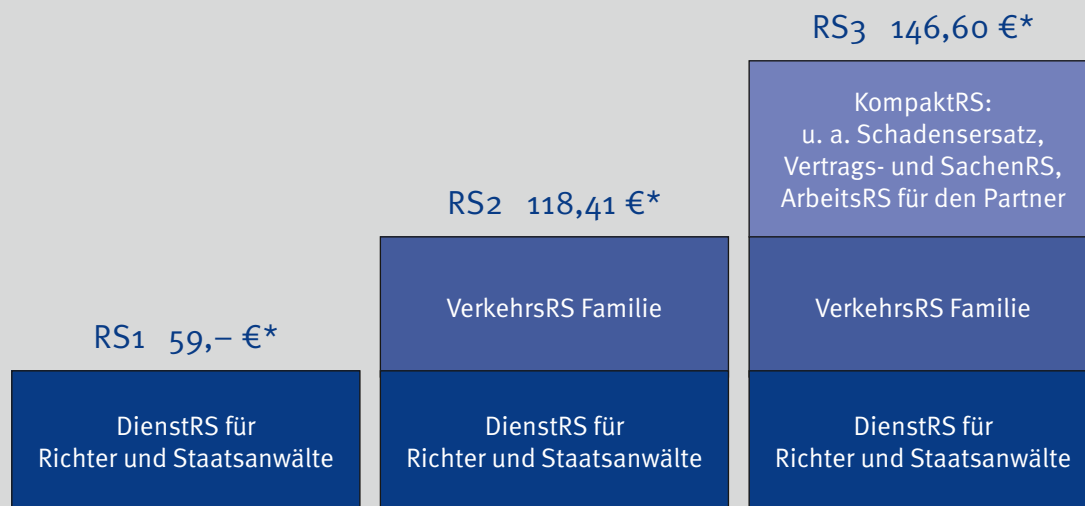 RS3 146,60 €*
KompaktRS:
u. a. Schadensersatz,
Vertrags- und SachenRS,
ArbeitsRS für den Partner
RS2 118,41 €*
VerkehrsRS Familie
VerkehrsRS Familie
RS1 59,– €*
DienstRS für
Richter und Staatsanwälte
DienstRS für
Richter und Staatsanwälte
DienstRS für
Richter und Staatsanwälte